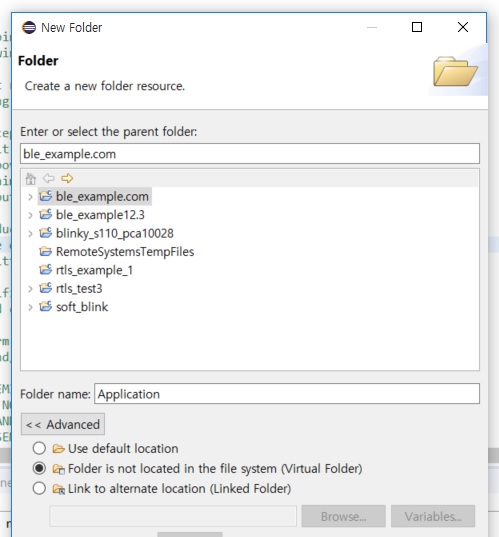 New Folder
Folder
Create a new folder resource.
Enter or select the parent folder:
ble_example.com
ble_example.com
ble_example12.3
blinky_s110_pca10028
RemoteSystemsTempFiles
rtls_example_1
rtls_test3
soft_blink
Folder name: Application
<< Advanced
Use default location
Folder is not located in the file system (Virtual Folder)
Link to alternate location (Linked Folder)
Browse... Variables...